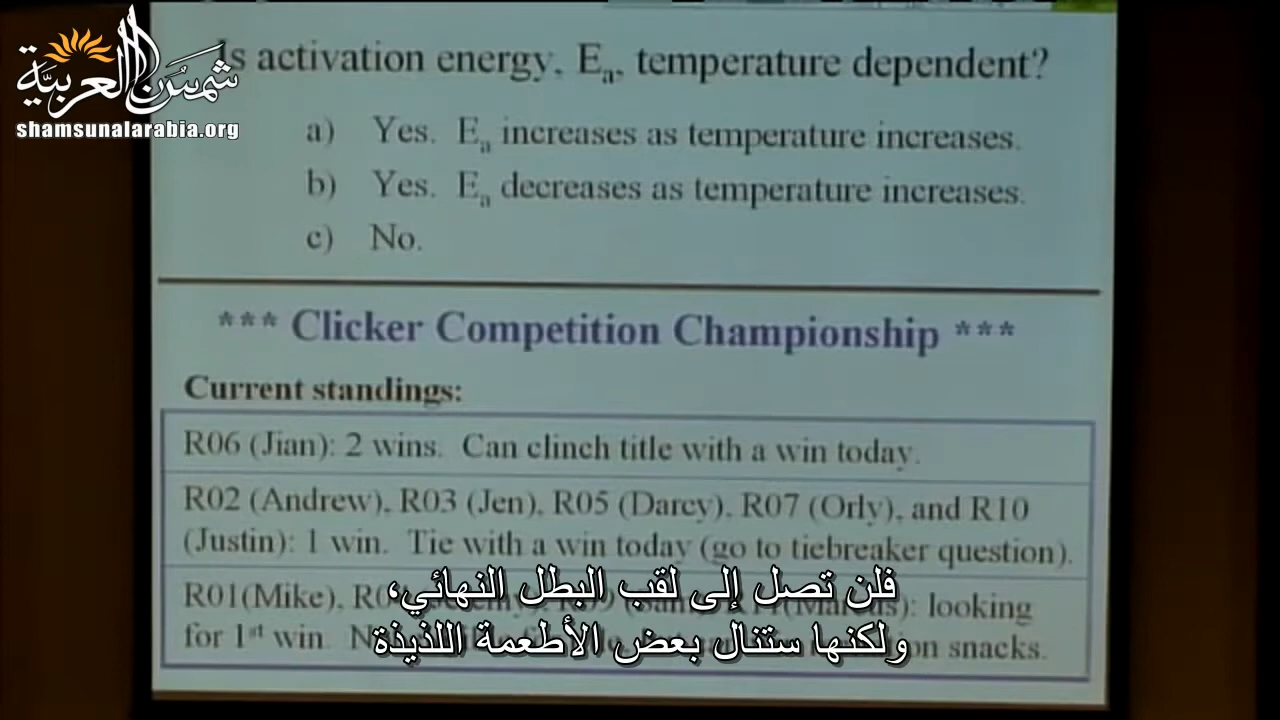 شمس العربية
shamsunalarabia.org
Is activation energy, Ea, temperature dependent?
a) Yes. Ea increases as temperature increases.
b) Yes. Ea decreases as temperature increases.
c) No.
*** Clicker Competition Championship ***
Current standings:
R06 (Jian): 2 wins. Can clinch title with a win today.
R02 (Andrew), R03 (Jen), R05 (Darcy), R07 (Orly), and R10
(Justin): 1 win. Tie with a win today (go to tiebreaker question).
R01(Mike), looking
for 1st win. on snacks.
فلن تصل إلى لقب البطل النهائي،
ولكنها ستنال بعض الأطعمة اللذيذة